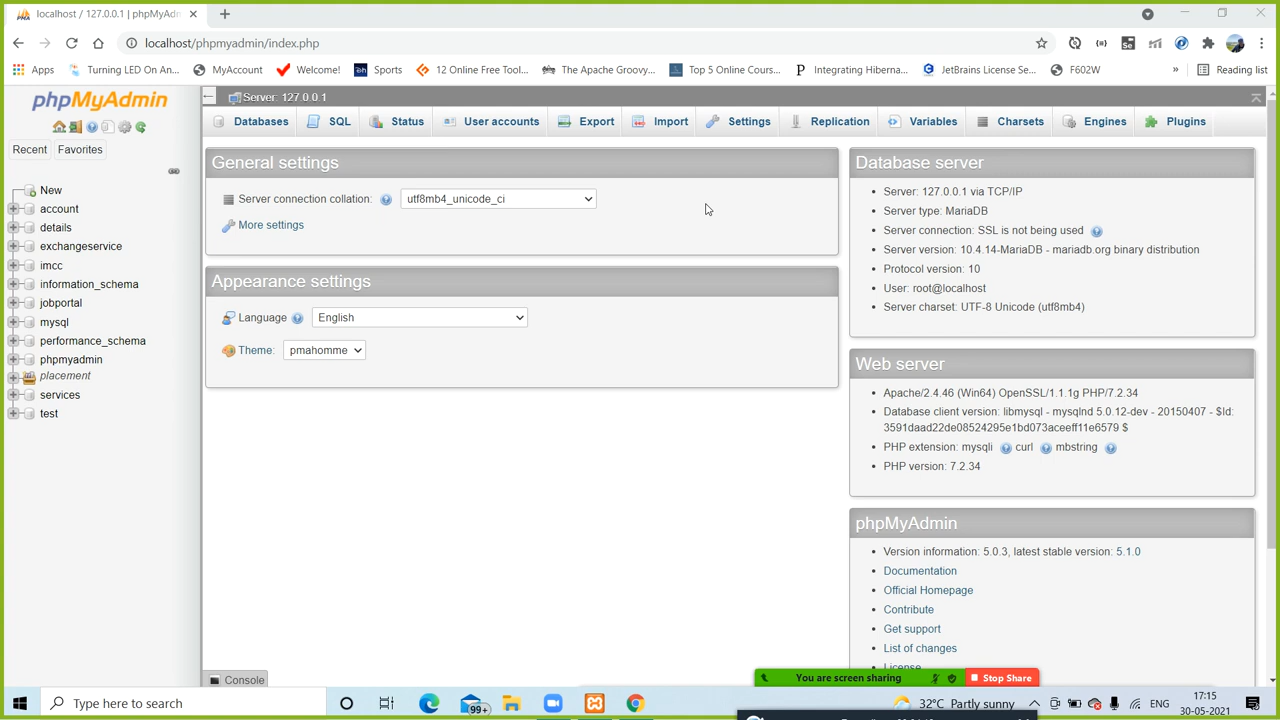 localhost / 127.0.0.1 | phpMyAdn
localhost/phpmyadmin/index.php
Apps
Turning LED On An...
MyAccount
Welcome!
Sports
12 Online Free Tool...
The Apache Groovy...
Top 5 Online Cours...
Integrating Hiberna...
JetBrains License Se...
F602W
»
Reading list
phpMyAdmin
Recent
Favorites
New
account
details
exchangeservice
imcc
information_schema
jobportal
mysql
performance_schema
phpmyadmin
placement
services
test
Server: 127.0.0.1
Databases
SQL
Status
User accounts
Export
Import
Settings
Replication
Variables
Charsets
Engines
Plugins
General settings
Server connection collation:
utf8mb4_unicode_ci
More settings
Appearance settings
Language
English
Theme:
pmahomme
Database server
Server: 127.0.0.1 via TCP/IP
Server type: MariaDB
Server connection: SSL is not being used
Server version: 10.4.14-MariaDB - mariadb.org binary distribution
Protocol version: 10
User: root@localhost
Server charset: UTF-8 Unicode (utf8mb4)
Web server
Apache/2.4.46 (Win64) OpenSSL/1.1.1g PHP/7.2.34
Database client version: libmysql - mysqlnd 5.0.12-dev - 20150407 - $Id:
3591daad22de08524295e1bd073aceeff11e6579 $
PHP extension: mysqli curl mbstring
PHP version: 7.2.34
phpMyAdmin
Version information: 5.0.3, latest stable version: 5.1.0
Documentation
Official Homepage
Contribute
Get support
List of changes
License
Console
You are screen sharing
Stop Share
Type here to search
99+
32°C Partly sunny
ENG
17:15
30-05-2021